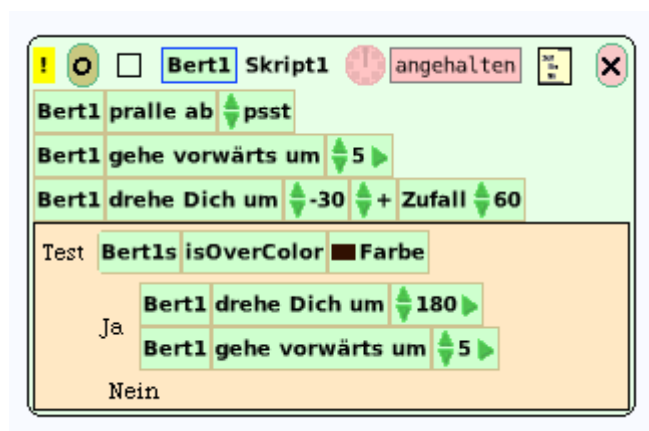 ! Bert1 Skript1 angehalten
Bert1 pralle ab psst
Bert1 gehe vorwärts um 5
Bert1 drehe Dich um -30 + Zufall 60
Test Bert1s isOverColor Farbe
Ja
Bert1 drehe Dich um 180
Bert1 gehe vorwärts um 5
Nein